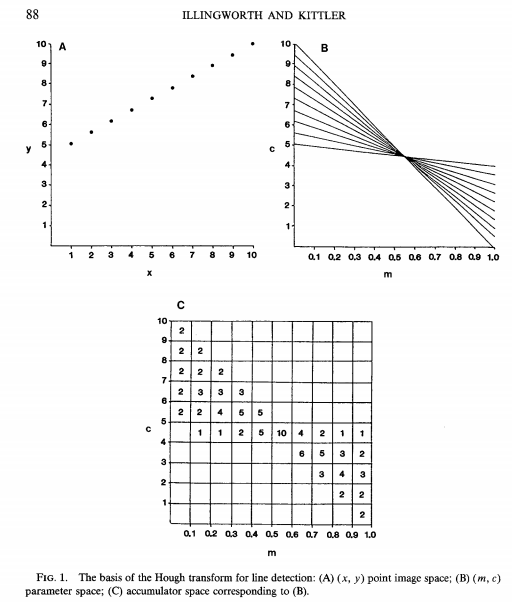 88 ILLINGWORTH AND KITTLER
A
10
9
8
7
6
y 5
4
3
2
1
1 2 3 4 5 6 7 8 9 10
x
B
10
9
8
7
6
c 5
4
3
2
1
0.1 0.2 0.3 0.4 0.5 0.6 0.7 0.8 0.9 1.0
m
C
10
2
9
2 2
8
2 2 2
7
2 3 3 3
6
2 2 4 5 5
5
c 1 1 2 5 10 4 2 1 1
4
6 5 3 2
3
3 4 3
2
2 2
1
2
0.1 0.2 0.3 0.4 0.5 0.6 0.7 0.8 0.9 1.0
m
FIG. 1. The basis of the Hough transform for line detection: (A) (x, y) point image space; (B) (m, c)
parameter space; (C) accumulator space corresponding to (B).